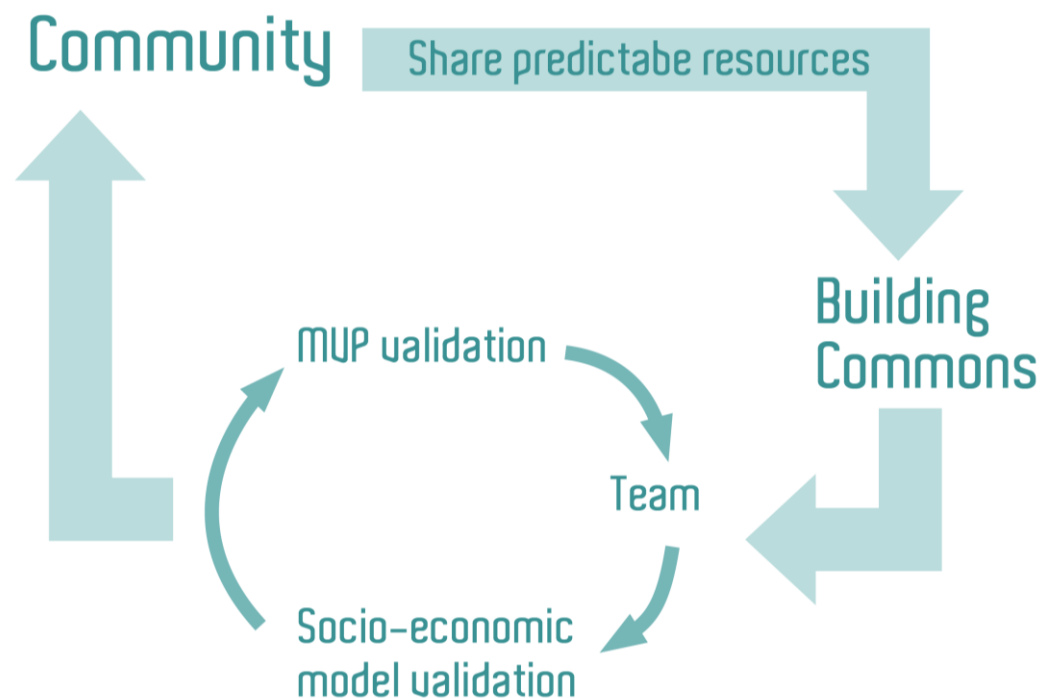 Community
Share predictabe resources
Building
Commons
MVP validation
Team
Socio-economic
model validation